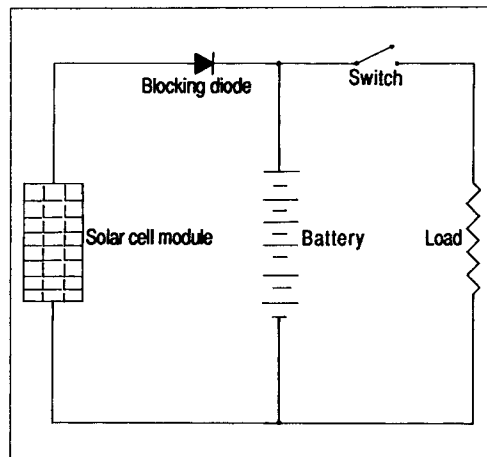 Blocking diode
Switch
Solar cell module
Battery
Load